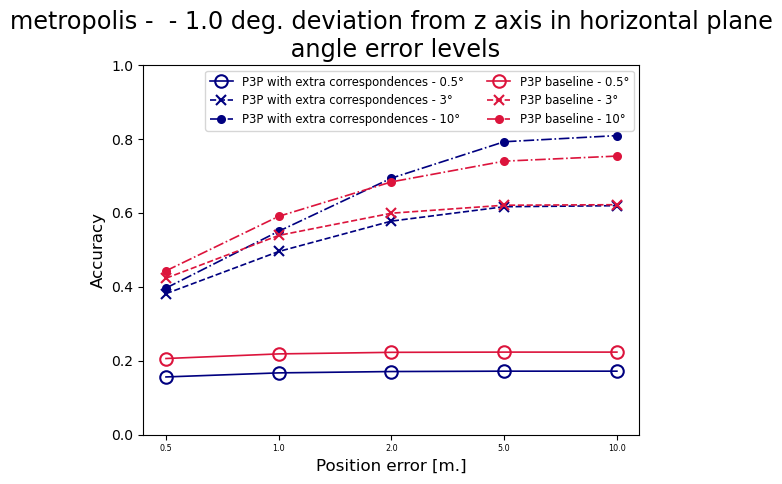 metropolis -  - 1.0 deg. deviation from z axis in horizontal plane
angle error levels
P3P with extra correspondences - 0.5°
P3P with extra correspondences - 3°
P3P with extra correspondences - 10°
P3P baseline - 0.5°
P3P baseline - 3°
P3P baseline - 10°
Accuracy
1.0
0.8
0.6
0.4
0.2
0.0
0.5 1.0 2.0 5.0 10.0
Position error [m.]